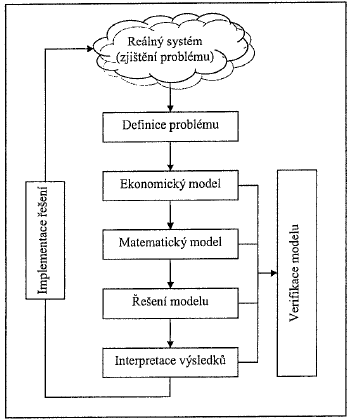 Reálný systém
(zjištění problému)
Definice problému
Ekonomický model
Matematický model
Řešení modelu
Interpretace výsledků
Implementace řešení
Verifikace modelu